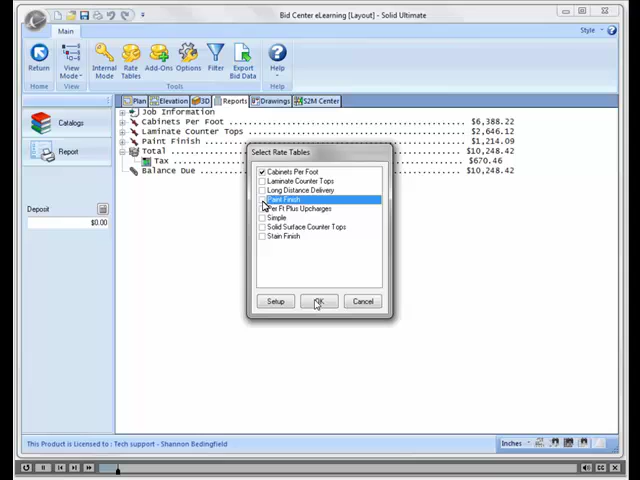 Bid Center eLearning [Layout] - Solid Ultimate
Main
Style
Return
View Mode
Internal Mode
Rate Tables
Add-Ons
Options
Filter
Export Bid Data
Help
Home
View
Tools
Help
Catalogs
Report
Deposit
$0.00
Plan Elevation 3D Reports Drawings S2M Center
Job Information
Cabinets Per Foot $6,388.22
Laminate Counter Tops $2,646.12
Paint Finish $1,214.09
Total $10,248.42
Tax $670.46
Balance Due $10,248.42
Select Rate Tables
Cabinets Per Foot
Laminate Counter Tops
Long Distance Delivery
Paint Finish
Per Ft Plus Upcharges
Simple
Solid Surface Counter Tops
Stain Finish
Setup OK Cancel
This Product is Licensed to : Tech support - Shannon Bedingfield
Inches
CC